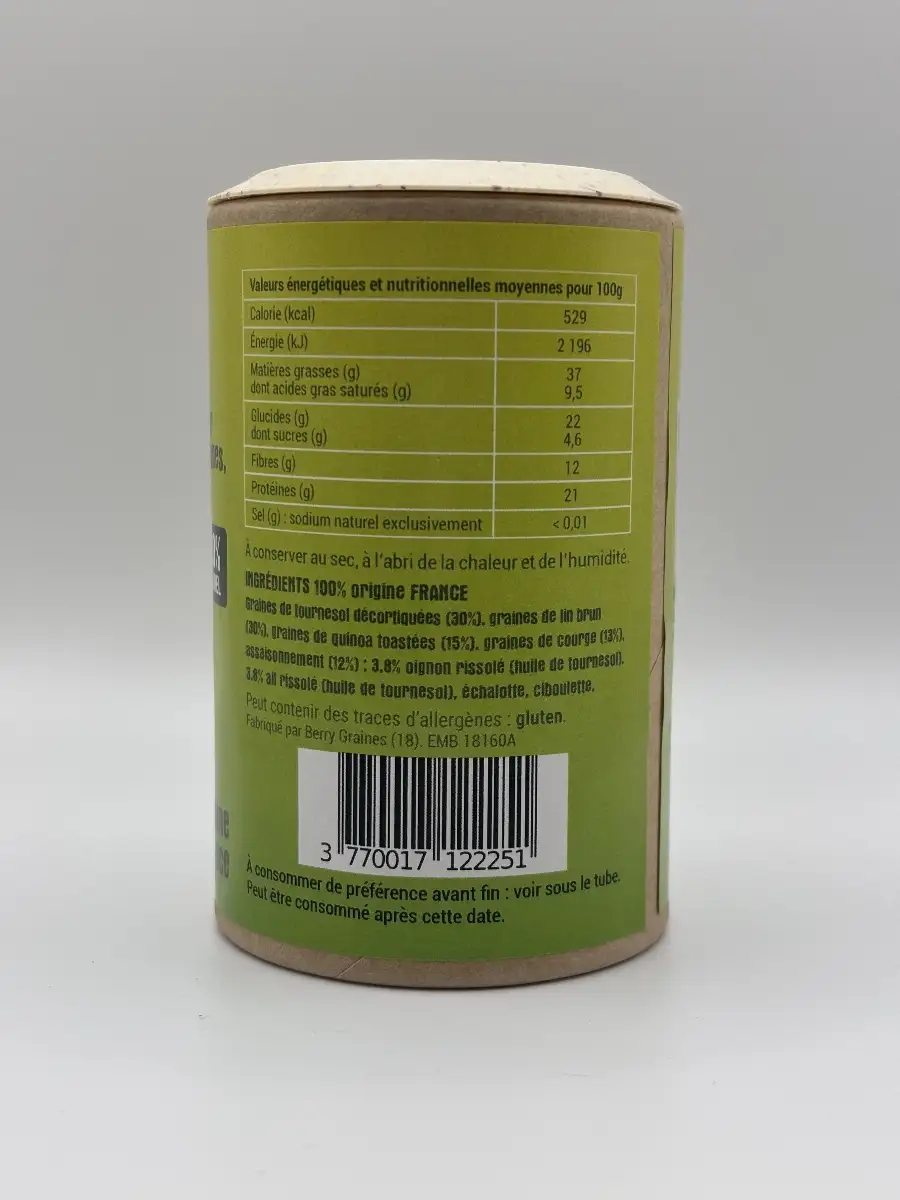 Valeurs énergétiques et nutritionnelles moyennes pour 100g
Calorie (kcal) 529
Énergie (kJ) 2 196
Matières grasses (g) 37
dont acides gras saturés (g) 9,5
Glucides (g) 22
dont sucres (g) 4,6
Fibres (g) 12
Protéines (g) 21
Sel (g) : sodium naturel exclusivement < 0,01
À conserver au sec, à l'abri de la chaleur et de l'humidité.
INGRÉDIENTS 100% origine FRANCE
Graines de tournesol décortiquées (30%), graines de lin brun
(30%), graines de quinoa toastées (15%), graines de courge (13%),
assaisonnement (12%) : 3.8% oignon rissolé (huile de tournesol),
3.8% ail rissolé (huile de tournesol), échalotte, ciboulette.
Peut contenir des traces d'allergènes : gluten.
Fabriqué par Berry Graines (18). EMB 18160A
3 770017 122251
À consommer de préférence avant fin : voir sous le tube.
Peut être consommé après cette date.